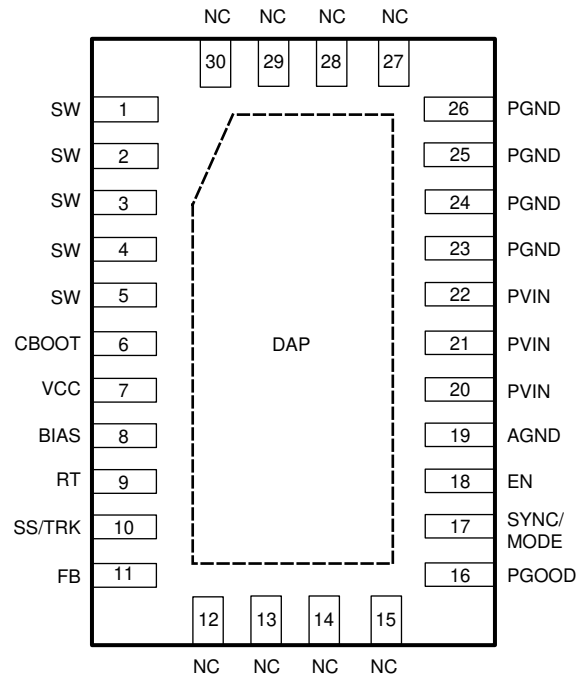 NC NC NC NC
30 29 28 27
SW 1 26 PGND
SW 2 25 PGND
SW 3 24 PGND
SW 4 23 PGND
SW 5 22 PVIN
CBOOT 6 DAP 21 PVIN
VCC 7 20 PVIN
BIAS 8 19 AGND
RT 9 18 EN
SS/TRK 10 17 SYNC/
MODE
FB 11 16 PGOOD
12 13 14 15
NC NC NC NC